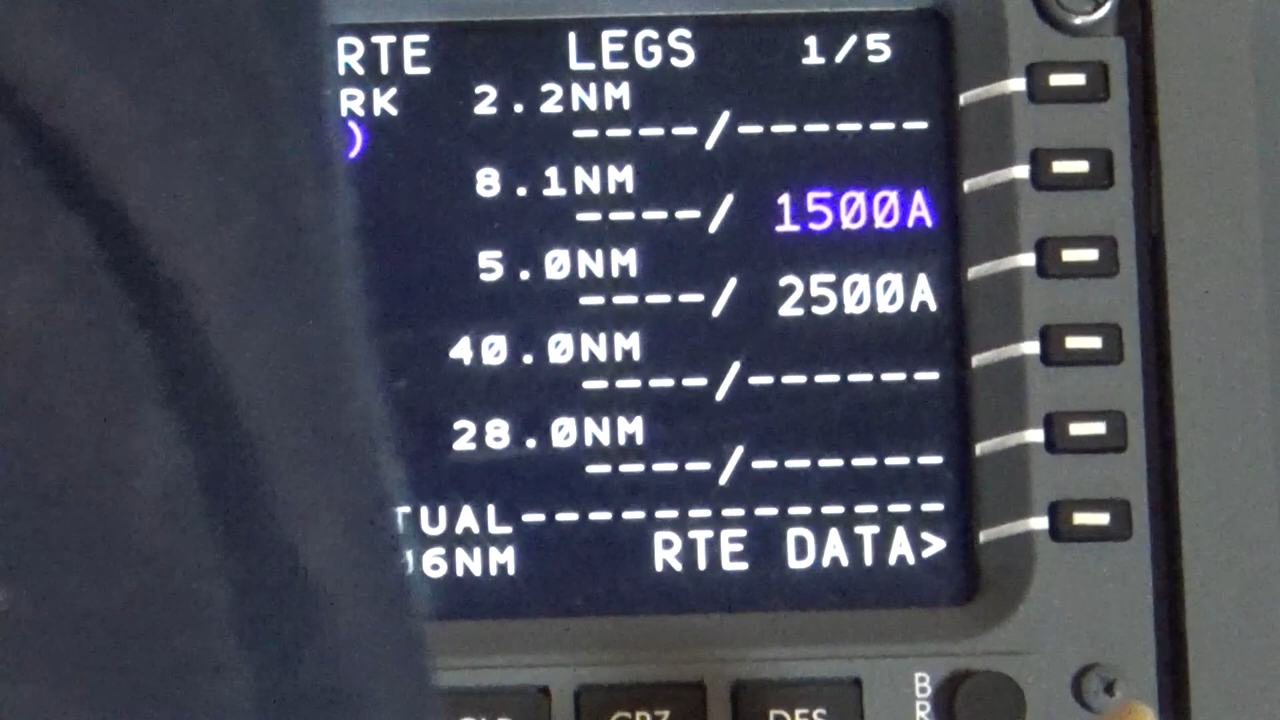 RTE LEGS 1/5
RK 2.2NM
) ----/------
8.1NM
----/ 1500A
5.0NM
----/ 2500A
40.0NM
----/------
28.0NM
----/------
TUAL-------------
6NM RTE DATA>
CRZ DES B
R